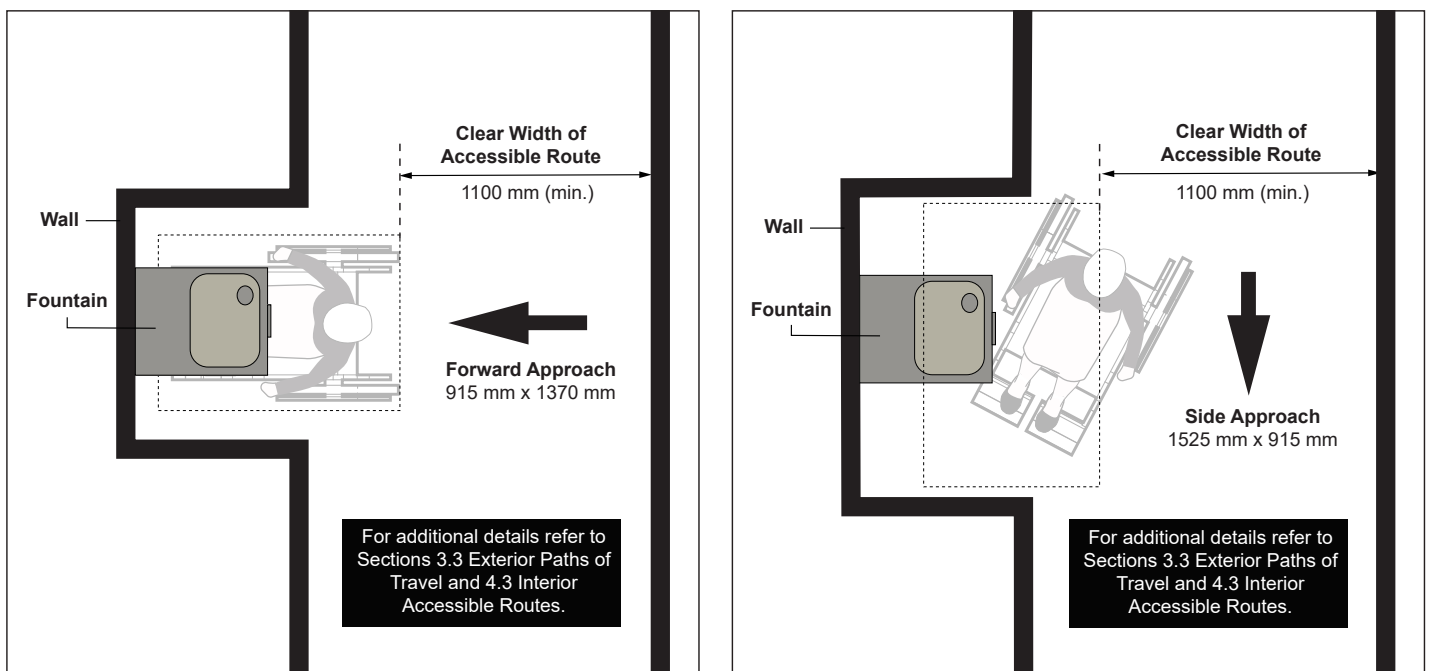 Clear Width of
Accessible Route
1100 mm (min.)
Wall
Fountain
Forward Approach
915 mm x 1370 mm
For additional details refer to
Sections 3.3 Exterior Paths of
Travel and 4.3 Interior
Accessible Routes.
Clear Width of
Accessible Route
1100 mm (min.)
Wall
Fountain
Side Approach
1525 mm x 915 mm
For additional details refer to
Sections 3.3 Exterior Paths of
Travel and 4.3 Interior
Accessible Routes.